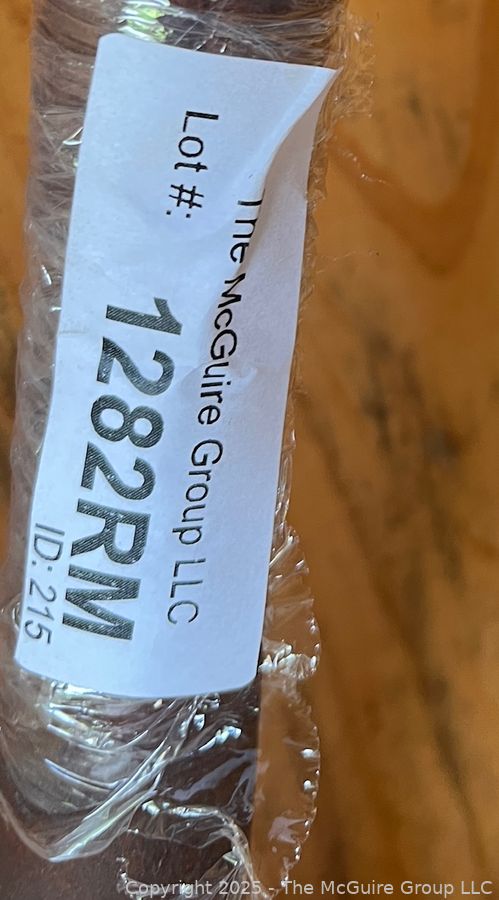 The McGuire Group LLC
Lot #:
1282RM
ID: 215
Copyright 2025 - The McGuire Group LLC